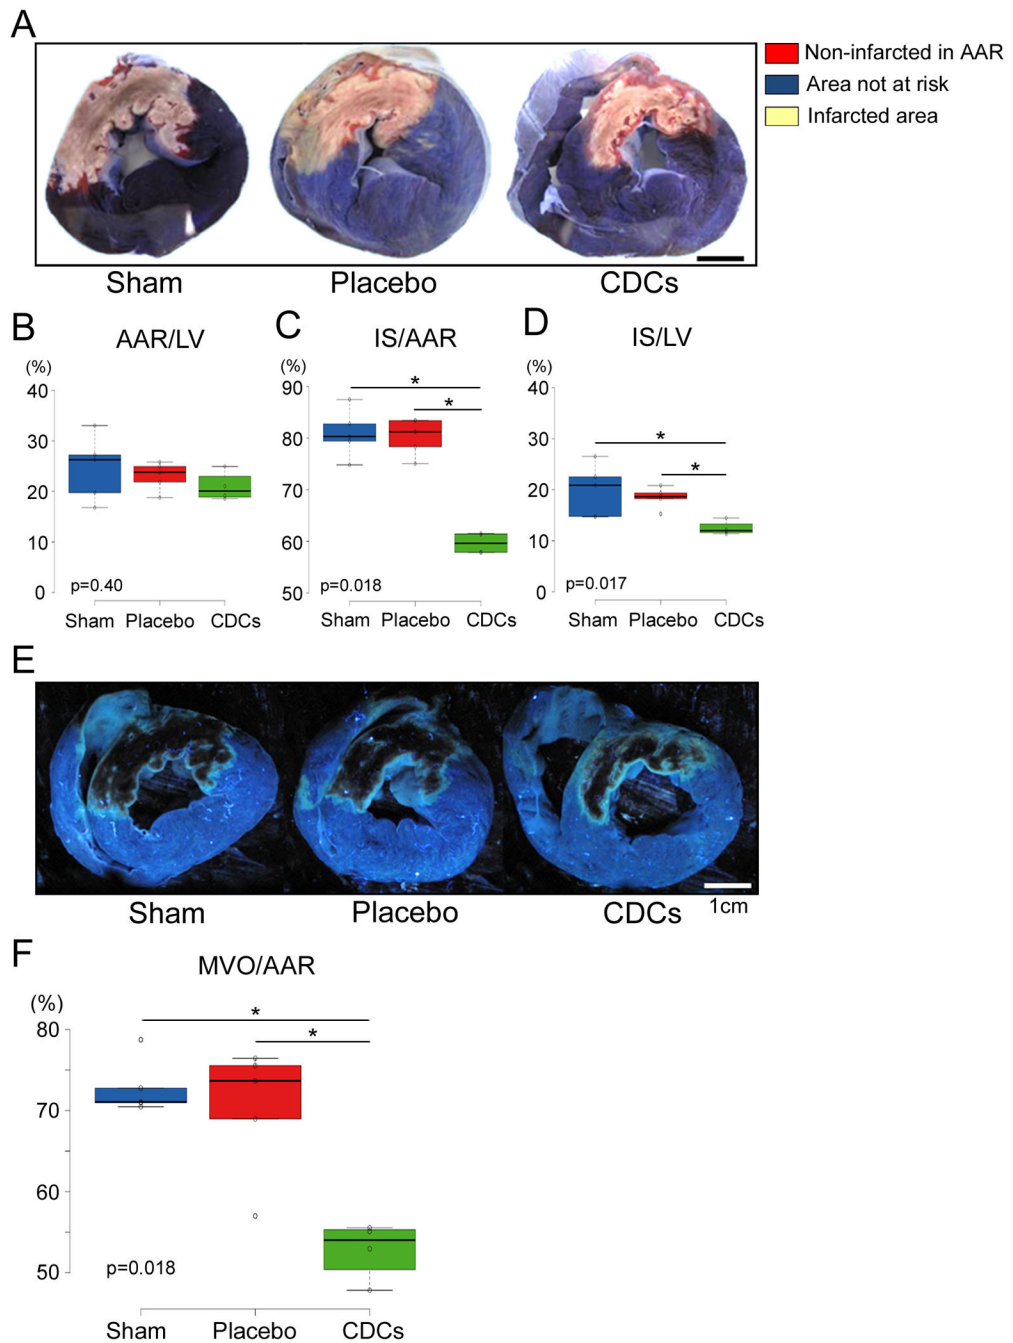 A
Non-infarcted in AAR
Area not at risk
Infarcted area
Sham Placebo CDCs
B
AAR/LV
(%)
40
30
20
10
0
p=0.40
Sham Placebo CDCs
C
IS/AAR
(%)
90
80
70
60
50
* 
*
p=0.018
Sham Placebo CDCs
D
IS/LV
(%)
40
30
20
10
0
*
*
p=0.017
Sham Placebo CDCs
E
Sham Placebo CDCs
1cm
F
MVO/AAR
(%)
80
70
60
50
*
*
p=0.018
Sham Placebo CDCs